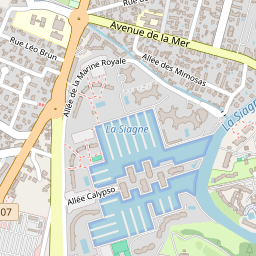 Avenue de la Mer
Rue Léo Brun
Allée de la Marine Royale
Allée des Mimosas
La Siagne
La Siagne
Allée Calypso
07